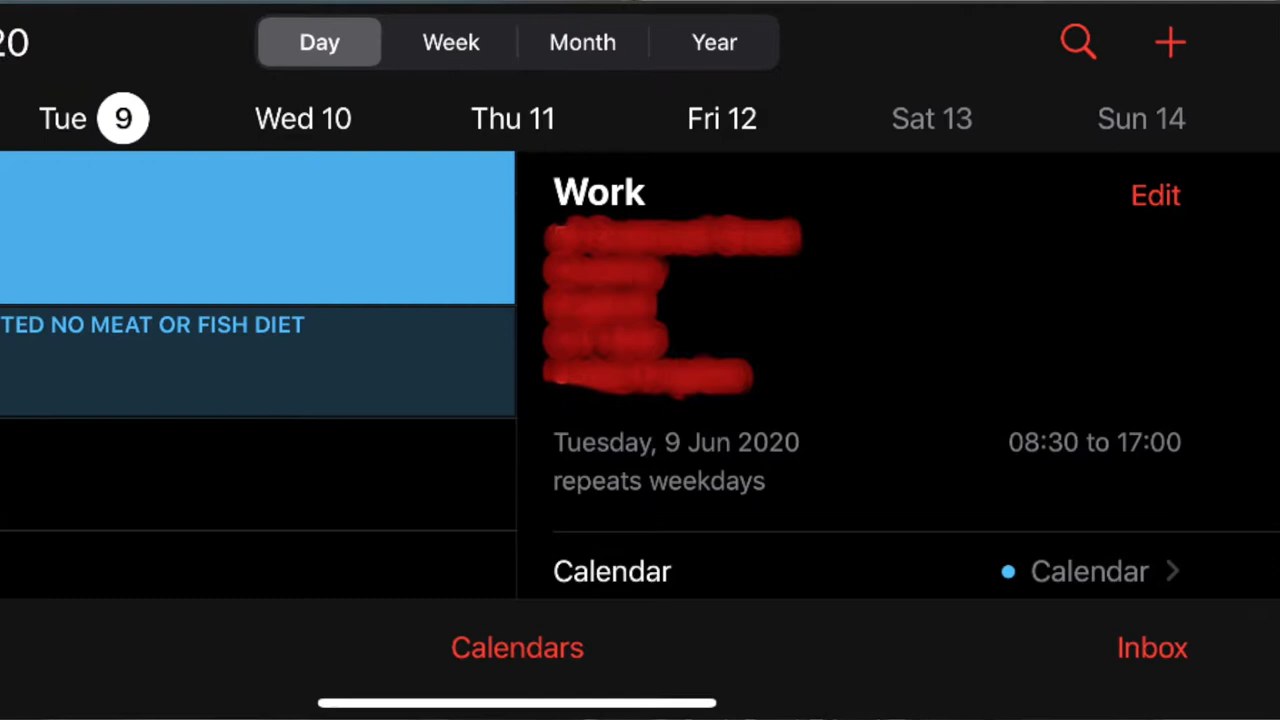 20
Day Week Month Year
Tue 9 Wed 10 Thu 11 Fri 12 Sat 13 Sun 14
Work
Edit
TED NO MEAT OR FISH DIET
Tuesday, 9 Jun 2020 08:30 to 17:00
repeats weekdays
Calendar Calendar
Calendars Inbox